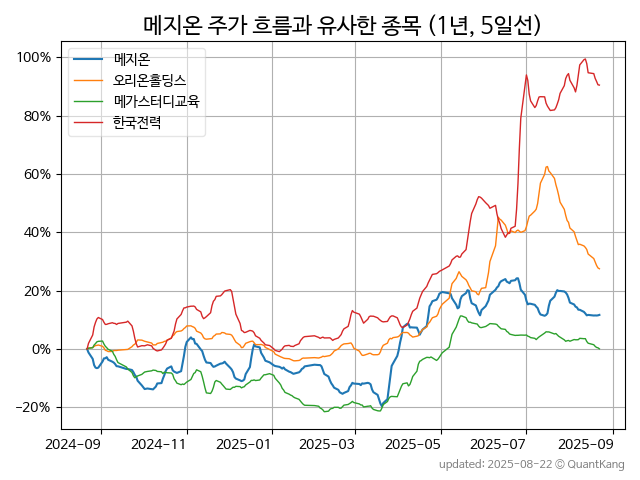 메지온 주가 흐름과 유사한 종목 (1년, 5일선)
메지온
오리온홀딩스
메가스터디교육
한국전력
100%
80%
60%
40%
20%
0%
−20%
2024-09
2024-11
2025-01
2025-03
2025-05
2025-07
2025-09
updated: 2025-08-22 © QuantKang